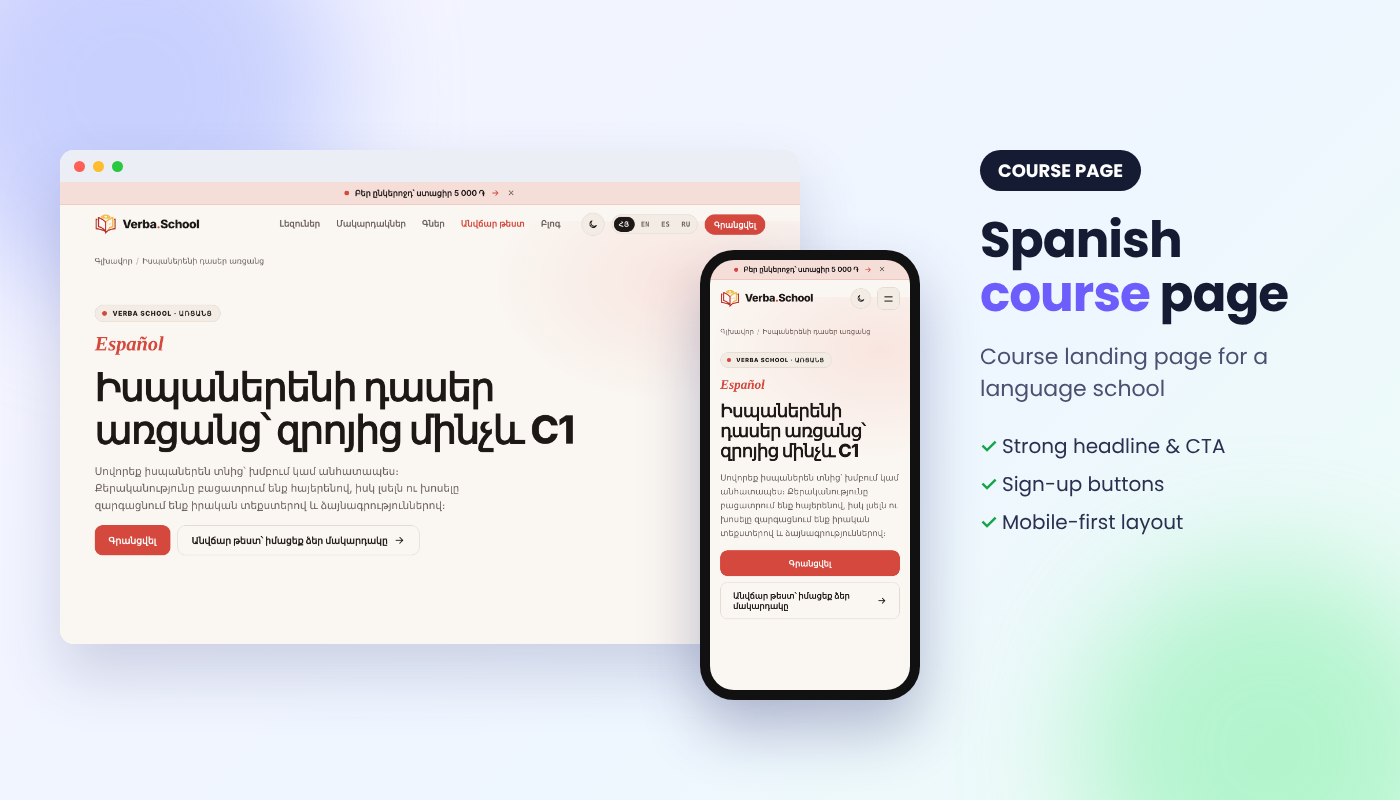 Բեր ընկերոջդ՝ ստացիր 5 000 ֏ → ✕
Verba.School
Լեզուներ Մակարդակներ Գներ Անվճար թեստ Բլոգ ՀՅ EN ES RU Գրանցվել
Գլխավոր / Իսպաներենի դասեր առցանց
VERBA SCHOOL · ԱՌՑԱՆՑ
Español
Իսպաներենի դասեր
առցանց՝ զրոյից մինչև C1
Սովորեք իսպաներեն տնից՝ խմբում կամ անհատապես։
Քերականությունը բացատրում ենք հայերենով, իսկ լսելն ու խոսելը
զարգացնում ենք իրական տեքստերով և ձայնագրություններով։
Գրանցվել
Անվճար թեստ՝ իմացեք ձեր մակարդակը →
Բեր ընկերոջդ՝ ստացիր 5 000 ֏ → ✕
Verba.School
Գլխավոր / Իսպաներենի դասեր առցանց
VERBA SCHOOL · ԱՌՑԱՆՑ
Español
Իսպաներենի
դասեր առցանց՝
զրոյից մինչև C1
Սովորեք իսպաներեն տնից՝ խմբում կամ
անհատապես։ Քերականությունը
բացատրում ենք հայերենով, իսկ լսելն ու
խոսելը զարգացնում ենք իրական
տեքստերով և ձայնագրություններով։
Գրանցվել
Անվճար թեստ՝ իմացեք ձեր
մակարդակը →
COURSE PAGE
Spanish
course page
Course landing page for a
language school
✓ Strong headline & CTA
✓ Sign-up buttons
✓ Mobile-first layout